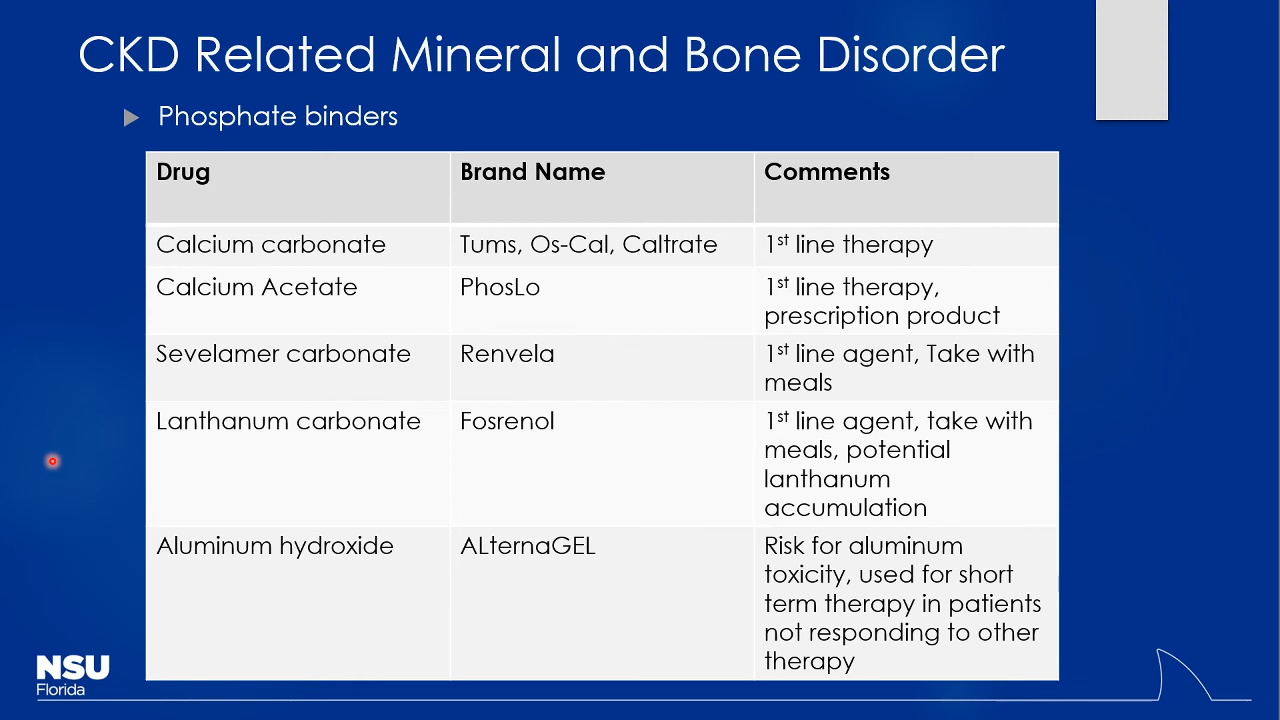 CKD Related Mineral and Bone Disorder
Phosphate binders
Drug Brand Name Comments
Calcium carbonate Tums, Os-Cal, Caltrate 1st line therapy
Calcium Acetate PhosLo 1st line therapy,
prescription product
Sevelamer carbonate Renvela 1st line agent, Take with
meals
Lanthanum carbonate Fosrenol 1st line agent, take with
meals, potential
lanthanum
accumulation
Aluminum hydroxide ALternaGEL Risk for aluminum
toxicity, used for short
term therapy in patients
not responding to other
therapy
NSU
Florida